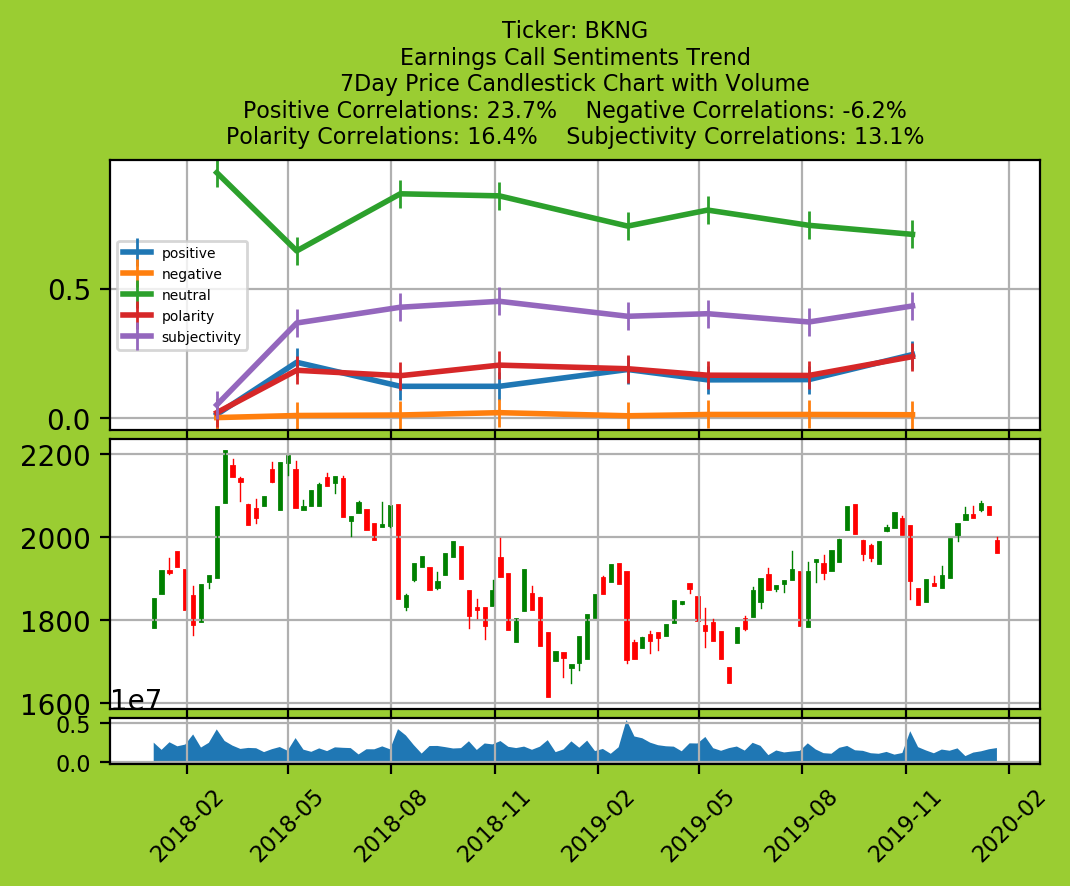 Ticker: BKNG
Earnings Call Sentiments Trend
7Day Price Candlestick Chart with Volume
Positive Correlations: 23.7%    Negative Correlations: -6.2%
Polarity Correlations: 16.4%    Subjectivity Correlations: 13.1%
positive
negative
neutral
polarity
subjectivity
0.5
0.0
2200
2000
1800
1600
1e7
0.5
0.0
2018-02
2018-05
2018-08
2018-11
2019-02
2019-05
2019-08
2019-11
2020-02